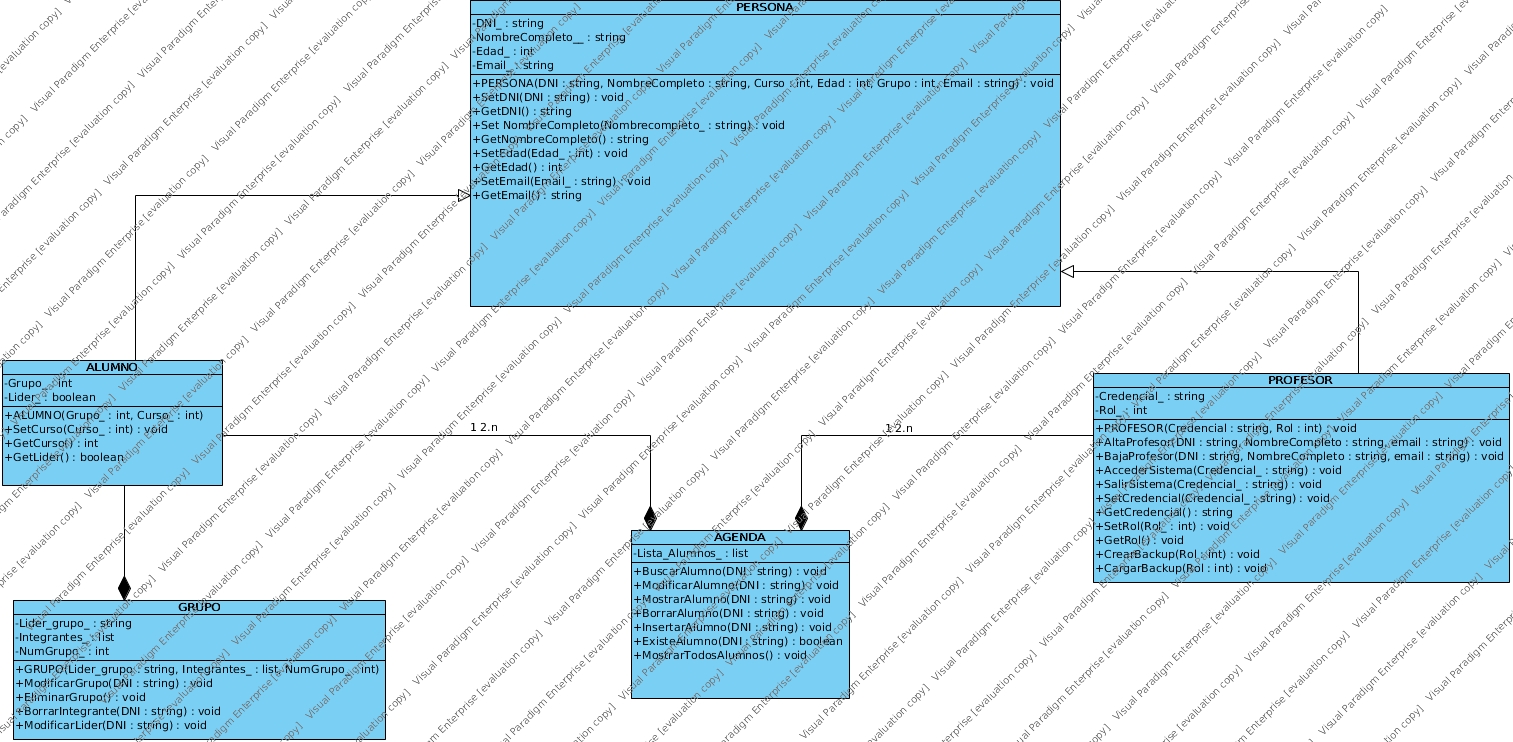 PERSONA
-DNI_ : string
-NombreCompleto__ : string
-Edad_ : int
-Email_ : string
+PERSONA(DNI : string, NombreCompleto : string, Curso : int, Edad : int, Grupo : int, Email : string) : void
+SetDNI(DNI : string) : void
+GetDNI() : string
+Set NombreCompleto(Nombrecompleto_ : string) : void
+GetNombreCompleto() : string
+SetEdad(Edad_ : int) : void
+GetEdad() : int
+SetEmail(Email_ : string) : void
+GetEmail() : string
ALUMNO
-Grupo_ : int
-Lider_ : boolean
+ALUMNO(Grupo_ : int, Curso_ : int)
+SetCurso(Curso_ : int) : void
+GetCurso() : int
+GetLider() : boolean
1 2.n
1 2.n
PROFESOR
-Credencial_ : string
-Rol_ : int
+PROFESOR(Credencial : string, Rol : int) : void
+AltaProfesor(DNI : string, NombreCompleto : string, email : string) : void
+BajaProfesor(DNI : string, NombreCompleto : string, email : string) : void
+AccederSistema(Credencial_ : string) : void
+SalirSistema(Credencial_ : string) : void
+SetCredencial(Credencial_ : string) : void
+GetCredencial() : string
+SetRol(Rol_ : int) : void
+GetRol() : void
+CrearBackup(Rol : int) : void
+CargarBackup(Rol : int) : void
AGENDA
-Lista_Alumnos_ : list
+BuscarAlumno(DNI : string) : void
+ModificarAlumno(DNI : string) : void
+MostrarAlumno(DNI : string) : void
+BorrarAlumno(DNI : string) : void
+InsertarAlumno(DNI : string) : void
+ExisteAlumno(DNI : string) : boolean
+MostrarTodosAlumnos() : void
GRUPO
-Lider_grupo_ : string
-Integrantes_ : list
-NumGrupo_ : int
+GRUPO(Lider_grupo_ : string, Integrantes_ : list, NumGrupo_ : int)
+ModificarGrupo(DNI : string) : void
+EliminarGrupo() : void
+BorrarIntegrante(DNI : string) : void
+ModificarLider(DNI : string) : void
Visual Paradigm Enterprise [evaluation copy]